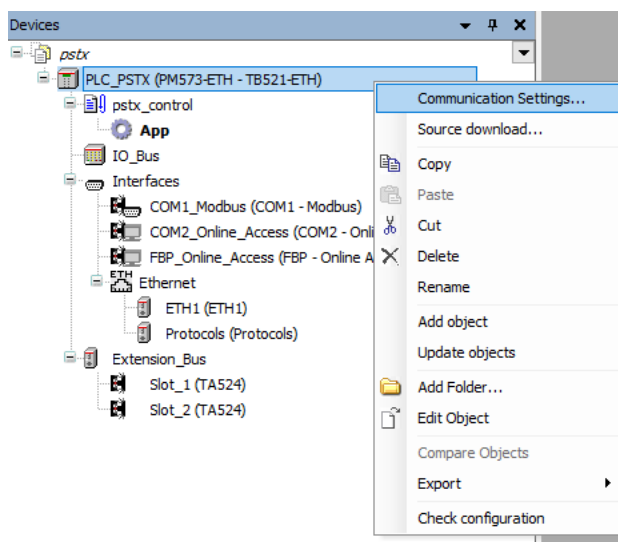 Devices
pstx
PLC_PSTX (PM573-ETH - TB521-ETH)
pstx_control
App
IO_Bus
Interfaces
COM1_Modbus (COM1 - Modbus)
COM2_Online_Access (COM2 - Onli
FBP_Online_Access (FBP - Online A
ETH
Ethernet
ETH1 (ETH1)
Protocols (Protocols)
Extension_Bus
Slot_1 (TA524)
Slot_2 (TA524)
Communication Settings...
Source download...
Copy
Paste
Cut
Delete
Rename
Add object
Update objects
Add Folder...
Edit Object
Compare Objects
Export
Check configuration